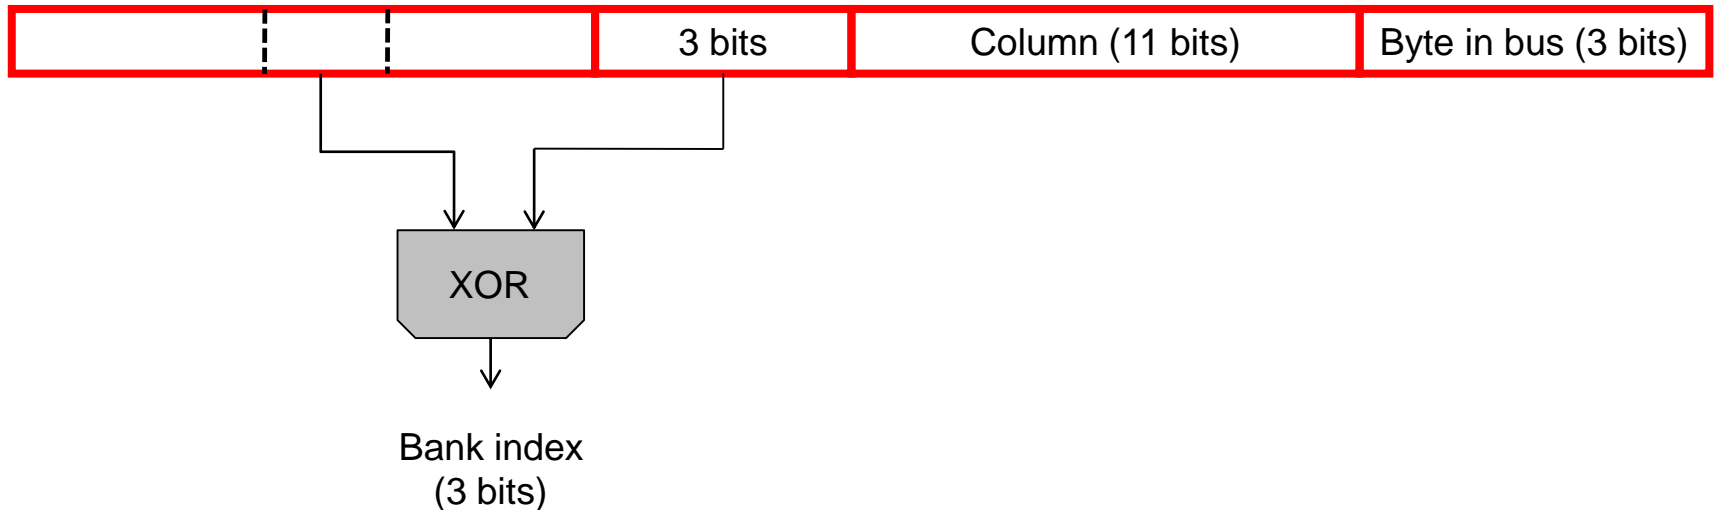 3 bits
Column (11 bits)
Byte in bus (3 bits)
XOR
Bank index
(3 bits)